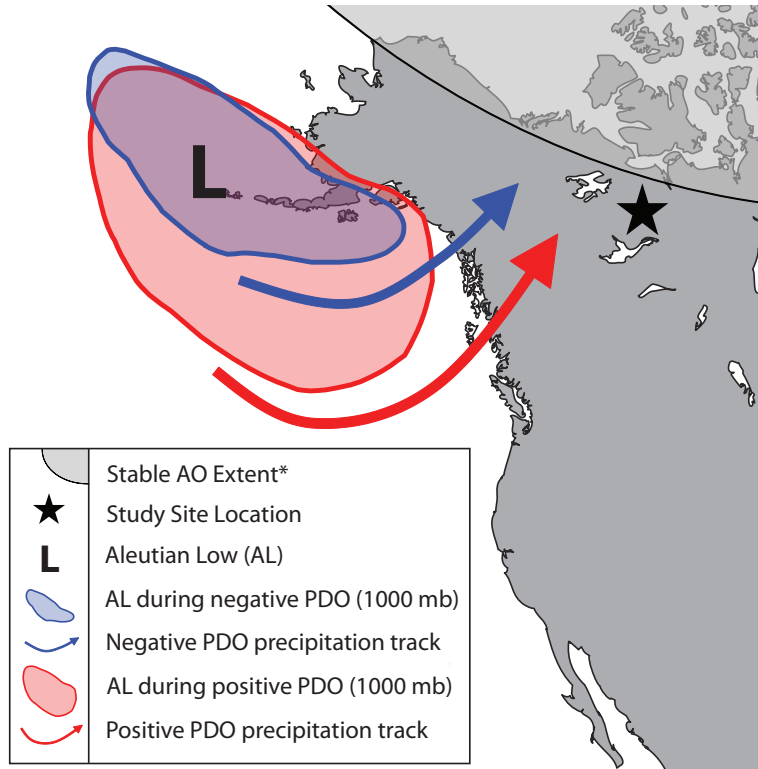 L
Stable AO Extent*
Study Site Location
L
Aleutian Low (AL)
AL during negative PDO (1000 mb)
Negative PDO precipitation track
AL during positive PDO (1000 mb)
Positive PDO precipitation track